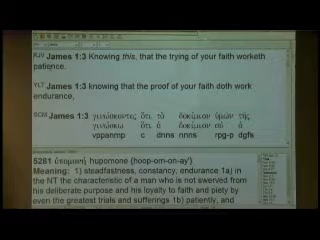 KJV James 1:3 Knowing this, that the trying of your faith worketh
patience.
YLT James 1:3 knowing that the proof of your faith doth work
endurance,
SCM James 1:3 γινώσκοντες ὅτι τὸ δοκίμιον ὑμῶν τῆς
γινώσκω ὅτι ὁ δοκίμιον σύ ὁ
vppanmp c dnns nnns rpg-p dgfs
5281 ὑπομονή hupomone {hoop-om-on-ay'}
Meaning: 1) steadfastness, constancy, endurance 1a) in
the NT the characteristic of a man who is not swerved from
his deliberate purpose and his loyalty to faith and piety by
even the greatest trials and sufferings 1b) patiently, and